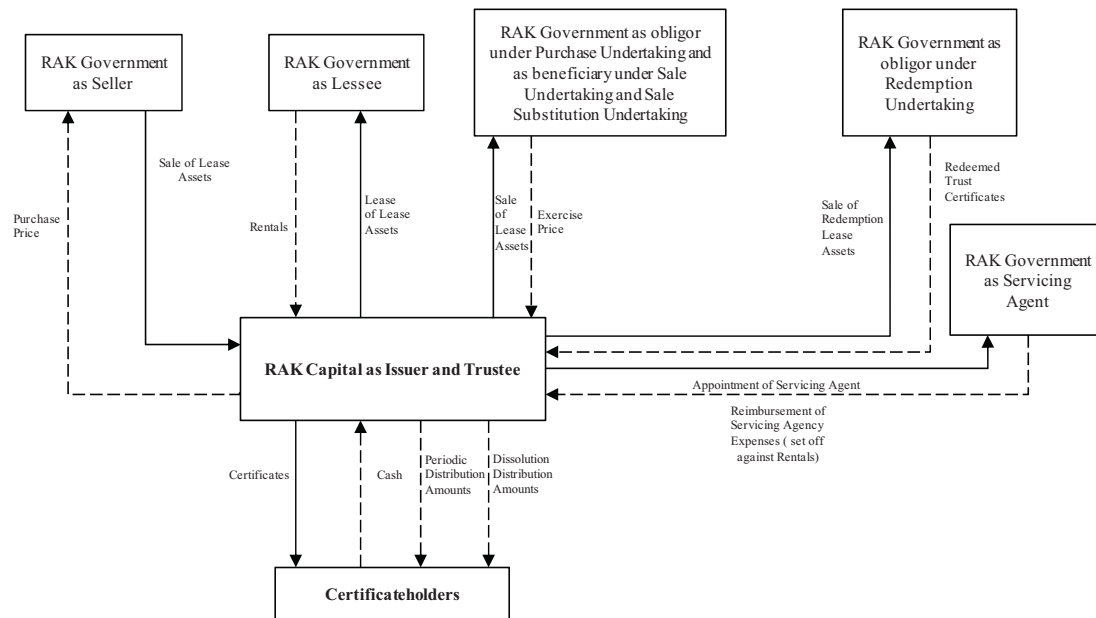 RAK Government
as Seller
RAK Government
as Lessee
RAK Government as obligor
under Purchase Undertaking and
as beneficiary under Sale
Undertaking and Sale
Substitution Undertaking
RAK Government as
obligor under
Redemption
Undertaking
Sale of Lease
Assets
Purchase
Price
Rentals
Lease
of Lease
Assets
Sale
of
Lease Assets
Exercise
Price
Sale of
Redemption
Lease
Assets
Redeemed
Trust
Certificates
RAK Government
as Servicing
Agent
RAK Capital as Issuer and Trustee
Appointment of Servicing Agent
Reimbursement of
Servicing Agency
Expenses ( set off
against Rentals)
Certificates
Cash
Periodic
Distribution
Amounts
Dissolution
Distribution
Amounts
Certificateholders